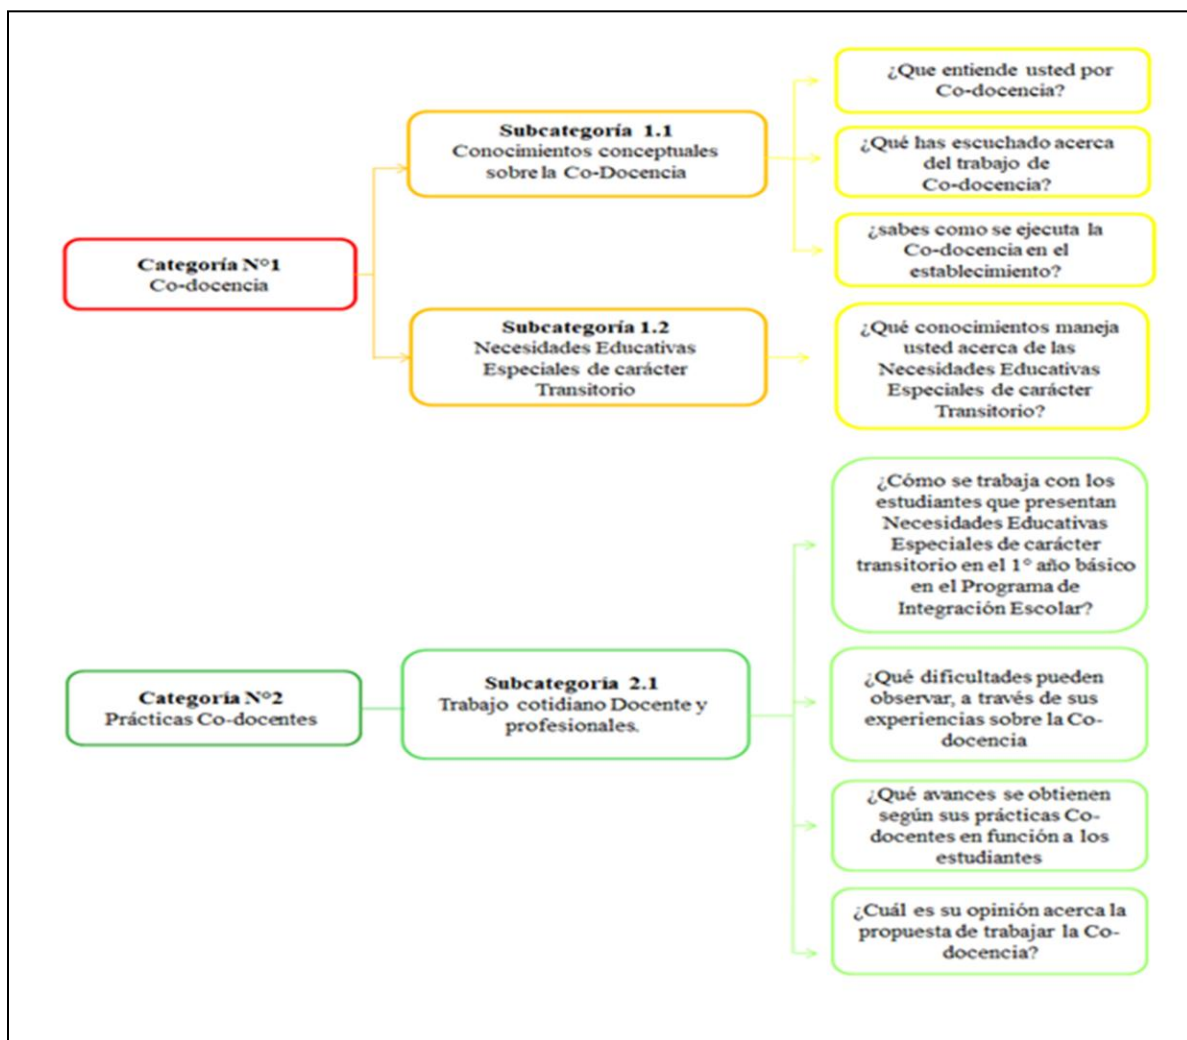 Categoría N°1
Co-docencia
Subcategoría 1.1
Conocimientos conceptuales
sobre la Co-Docencia
¿Que entiende usted por
Co-docencia?
¿Qué has escuchado acerca
del trabajo de
Co-docencia?
¿sabes como se ejecuta la
Co-docencia en el
establecimiento?
Subcategoría 1.2
Necesidades Educativas
Especiales de carácter
Transitorio
¿Qué conocimientos maneja
usted acerca de las
Necesidades Educativas
Especiales de carácter
Transitorio?
Categoría N°2
Prácticas Co-docentes
Subcategoría 2.1
Trabajo cotidiano Docente y
profesionales.
¿Cómo se trabaja con los
estudiantes que presentan
Necesidades Educativas
Especiales de carácter
transitorio en el 1° año básico
en el Programa de
Integración Escolar?
¿Qué dificultades pueden
observar, a través de sus
experiencias sobre la Co-
docencia
¿Qué avances se obtienen
según sus prácticas Co-
docentes en función a los
estudiantes
¿Cuál es su opinión acerca la
propuesta de trabajar la Co-
docencia?